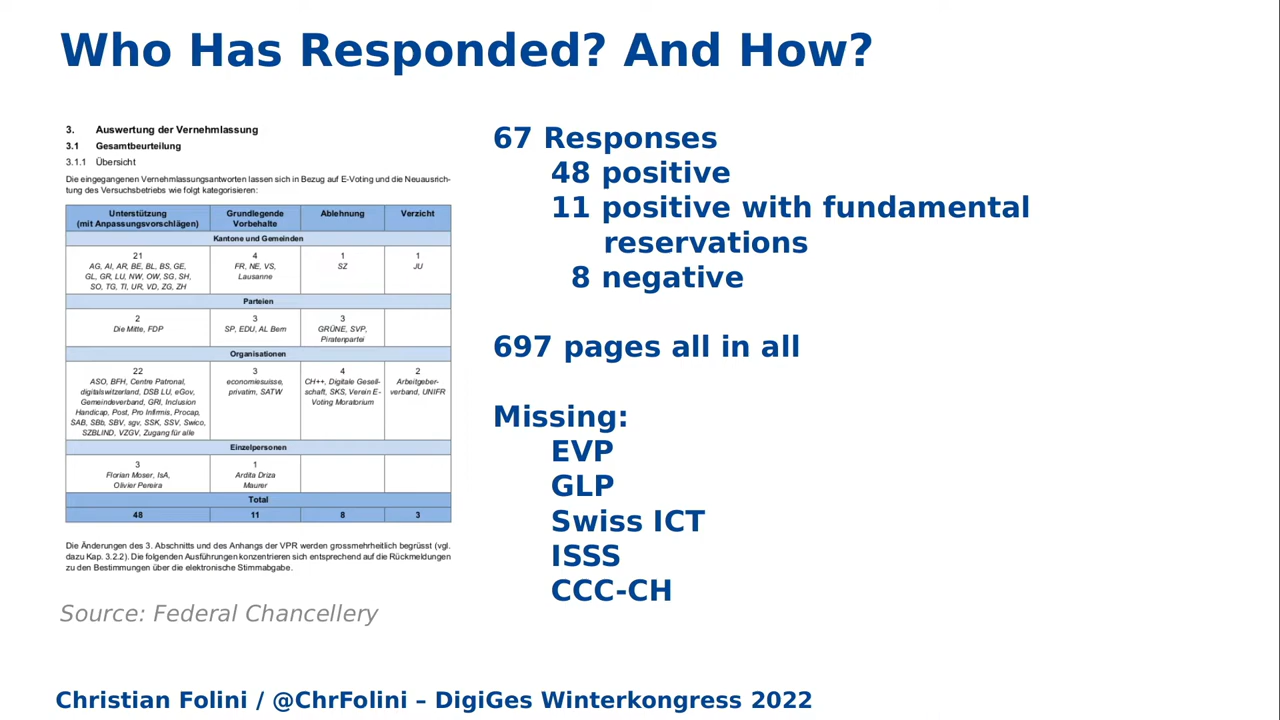 Who Has Responded? And How?
3. Auswertung der Vernehmlassung
3.1 Gesamtbeurteilung
3.1.1 Übersicht
Die eingegangenen Vernehmlassungsantworten lassen sich in Bezug auf E-Voting und die Neuausrich-
tung des Versuchsbetriebs wie folgt kategorisieren:
Unterstützung
(mit Anpassungsvorschlägen)
Grundlegende
Vorbehalte
Ablehnung
Verzicht
Kantone und Gemeinden
21
AG, AI, AR, BE, BL, BS, GE,
GL, GR, LU, NW, OW, SG, SH,
SO, TG, TI, UR, VD, ZG, ZH
4
FR, NE, VS,
Lausanne
1
SZ
1
JU
Parteien
2
Die Mitte, FDP
3
SP, EDU, AL Bern
3
GRÜNE, SVP,
Piratenpartei
Organisationen
22
ASO, BFH, Centre Patronal,
digitalswitzerland, DSB LU, eGov,
Gemeindeverband, GRI, Inclusion
Handicap, Post, Pro Infirmis, Procap,
SAB, SBb, SBV, sgv, SSK, SSV, Swico,
SZBLIND, VZGV, Zugang für alle
3
economiesuisse,
privatim, SATW
4
CH++, Digitale Gesell-
schaft, SKS, Verein E-
Voting Moratorium
2
Arbeitgeber-
verband, UNIFR
Einzelpersonen
3
Florian Moser, IsA,
Olivier Pereira
1
Ardita Driza
Maurer
Total
48 11 8 3
Die Änderungen des 3. Abschnitts und des Anhangs der VPR werden grossmehrheitlich begrüsst (vgl.
dazu Kap. 3.2.2). Die folgenden Ausführungen konzentrieren sich entsprechend auf die Rückmeldungen
zu den Bestimmungen über die elektronische Stimmabgabe.
Source: Federal Chancellery
67 Responses
48 positive
11 positive with fundamental
reservations
8 negative
697 pages all in all
Missing:
EVP
GLP
Swiss ICT
ISSS
CCC-CH
Christian Folini / @ChrFolini – DigiGes Winterkongress 2022